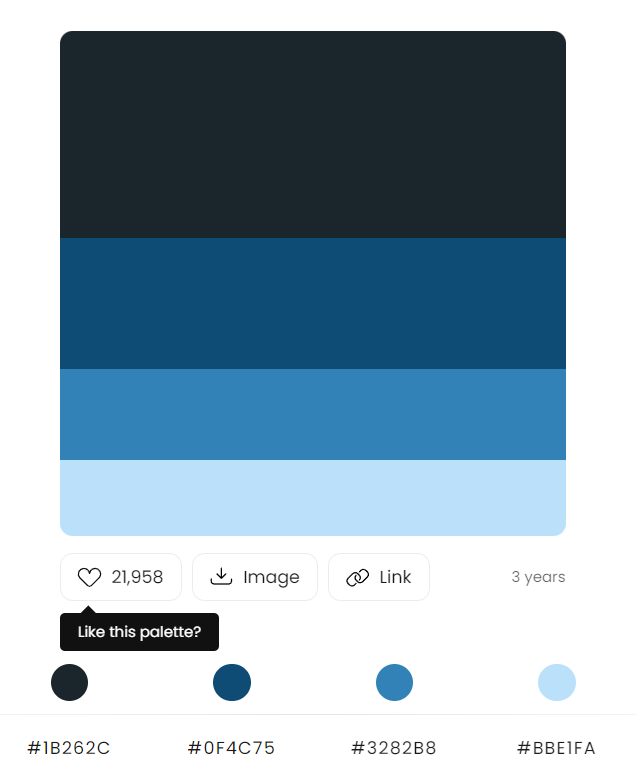 21,958 Image Link 3 years
Like this palette?
#1B262C #0F4C75 #3282B8 #BBE1FA